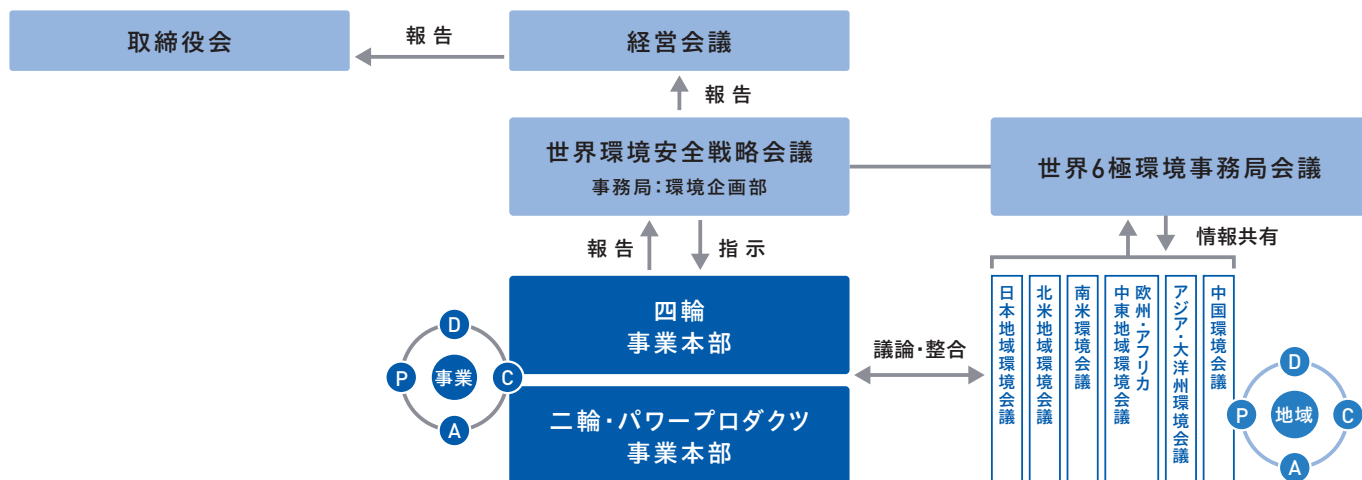 取締役会
報告
経営会議
報告
世界環境安全戦略会議
事務局：環境企画部
世界6極環境事務局会議
報告
指示
情報共有
四輪
事業本部
二輪・パワープロダクツ
事業本部
D
P
事業
C
A
議論・整合
日本地域環境会議
北米地域環境会議
南米環境会議
欧州・アフリカ
中東地域環境会議
アジア・大洋州環境会議
中国環境会議
D
P
地域
C
A